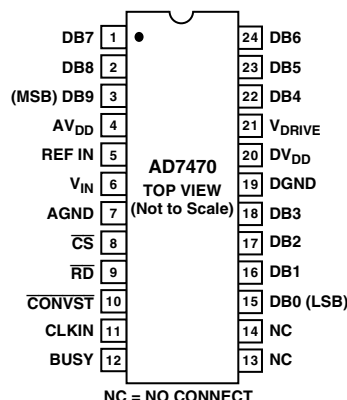 DB7 1
DB8 2
(MSB) DB9 3
AVDD 4
REF IN 5
VIN 6
AGND 7
CS 8
RD 9
CONVST 10
CLKIN 11
BUSY 12
AD7470
TOP VIEW
(Not to Scale)
24 DB6
23 DB5
22 DB4
21 VDRIVE
20 DVDD
19 DGND
18 DB3
17 DB2
16 DB1
15 DB0 (LSB)
14 NC
13 NC
NC = NO CONNECT